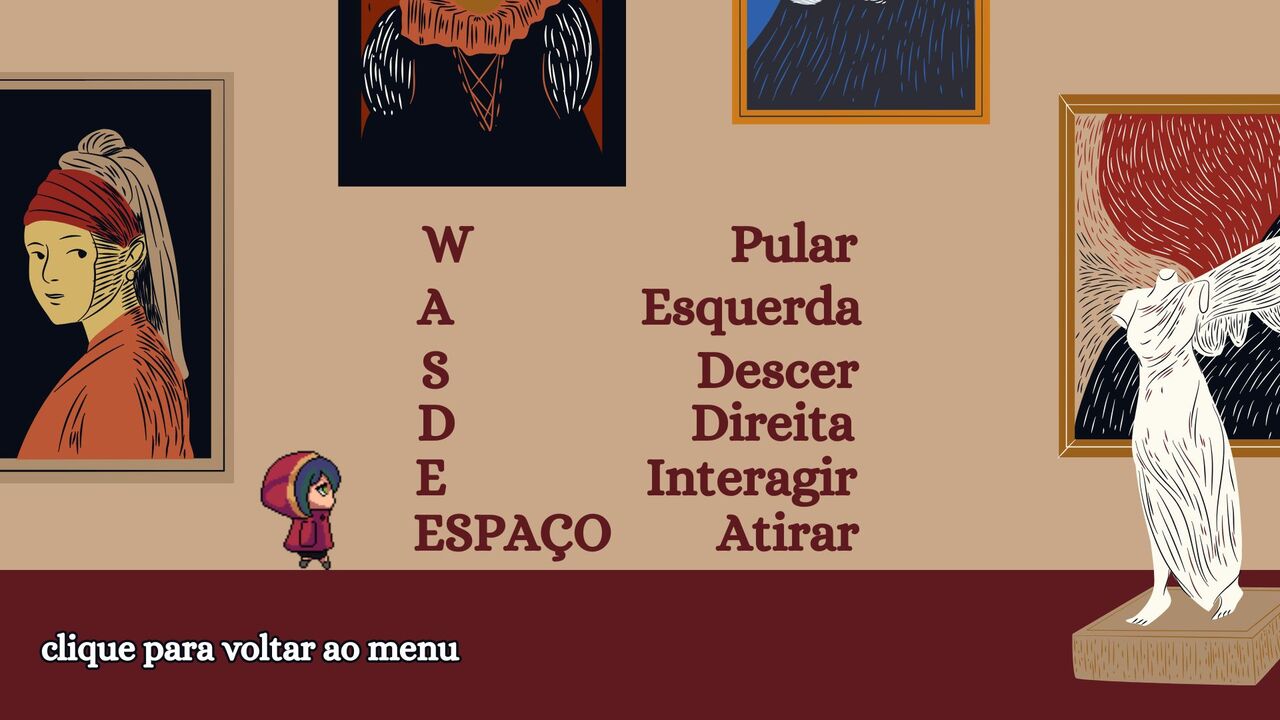 W Pular
A Esquerda
S Descer
D Direita
E Interagir
ESPAÇO Atirar
clique para voltar ao menu